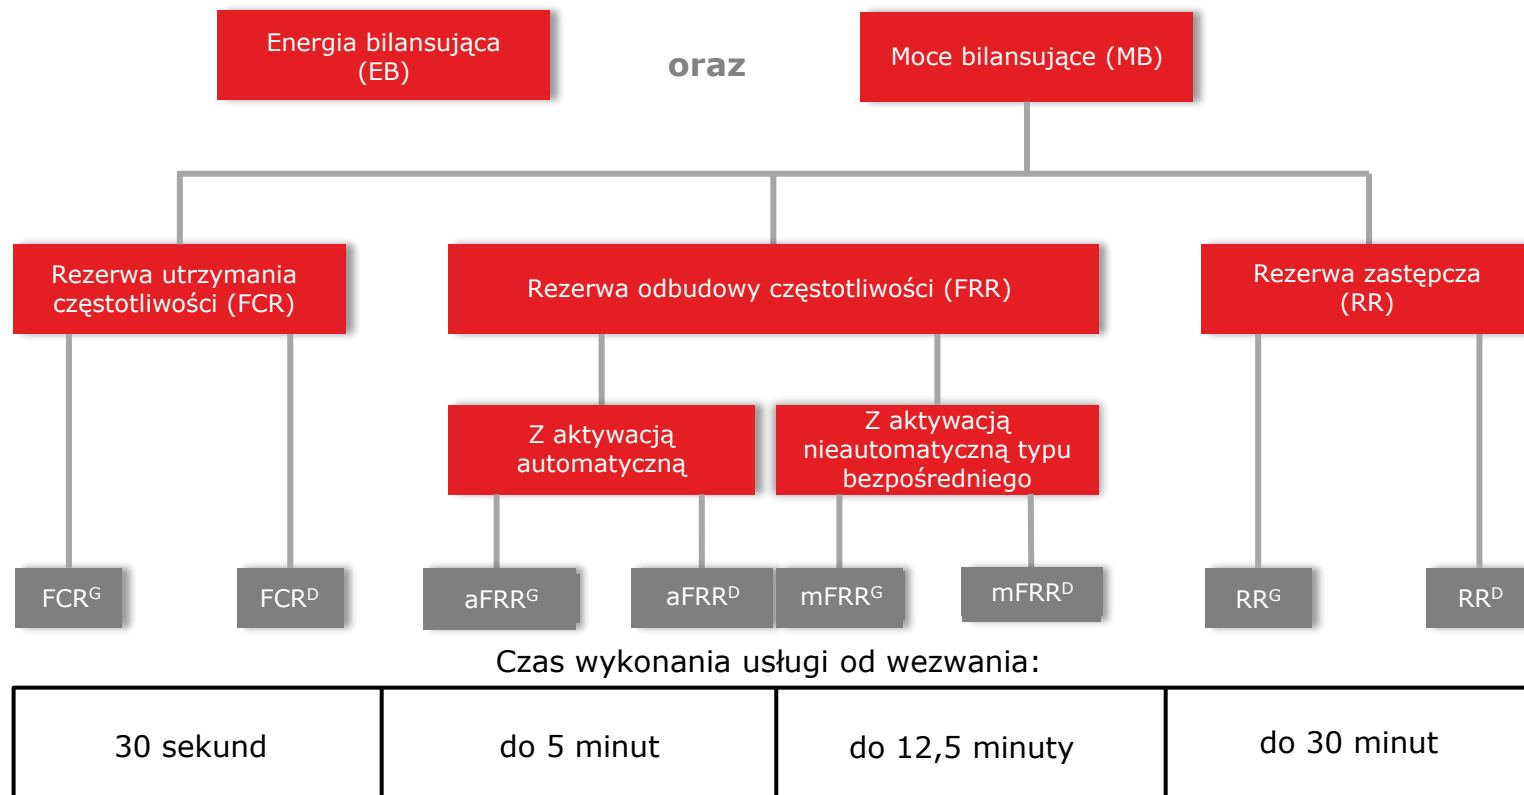 Energia bilansująca
(EB)
oraz
Moce bilansujące (MB)
Rezerwa utrzymania
częstotliwości (FCR)
Rezerwa odbudowy częstotliwości (FRR)
Rezerwa zastępcza
(RR)
Z aktywacją
automatyczną
Z aktywacją
nieautomatyczną typu
bezpośredniego
FCRᴳ
FCRᴰ
aFRRᴳ
aFRRᴰ
mFRRᴳ
mFRRᴰ
RRᴳ
RRᴰ
Czas wykonania usługi od wezwania:
30 sekund
do 5 minut
do 12,5 minuty
do 30 minut